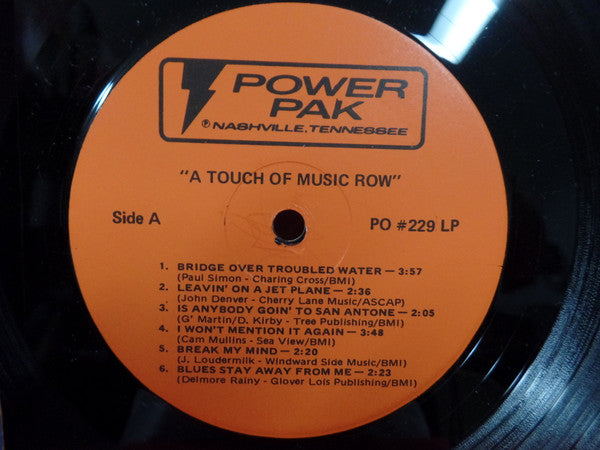 POWER
PAK
℗ NASHVILLE, TENNESSEE
"A TOUCH OF MUSIC ROW"
Side A
PO #229 LP
1. BRIDGE OVER TROUBLED WATER — 3:57
(Paul Simon - Charing Cross/BMI)
2. LEAVIN' ON A JET PLANE — 2:36
(John Denver - Cherry Lane Music/ASCAP)
3. IS ANYBODY GOIN' TO SAN ANTONE — 2:05
(G' Martin/D. Kirby - Tree Publishing/BMI)
4. I WON'T MENTION IT AGAIN — 3:48
(Cam Mullins - Sea View/BMI)
5. BREAK MY MIND — 2:20
(J. Loudermilk - Windward Side Music/BMI)
6. BLUES STAY AWAY FROM ME — 2:23
(Delmore Rainy - Glover Lois Publishing/BMI)